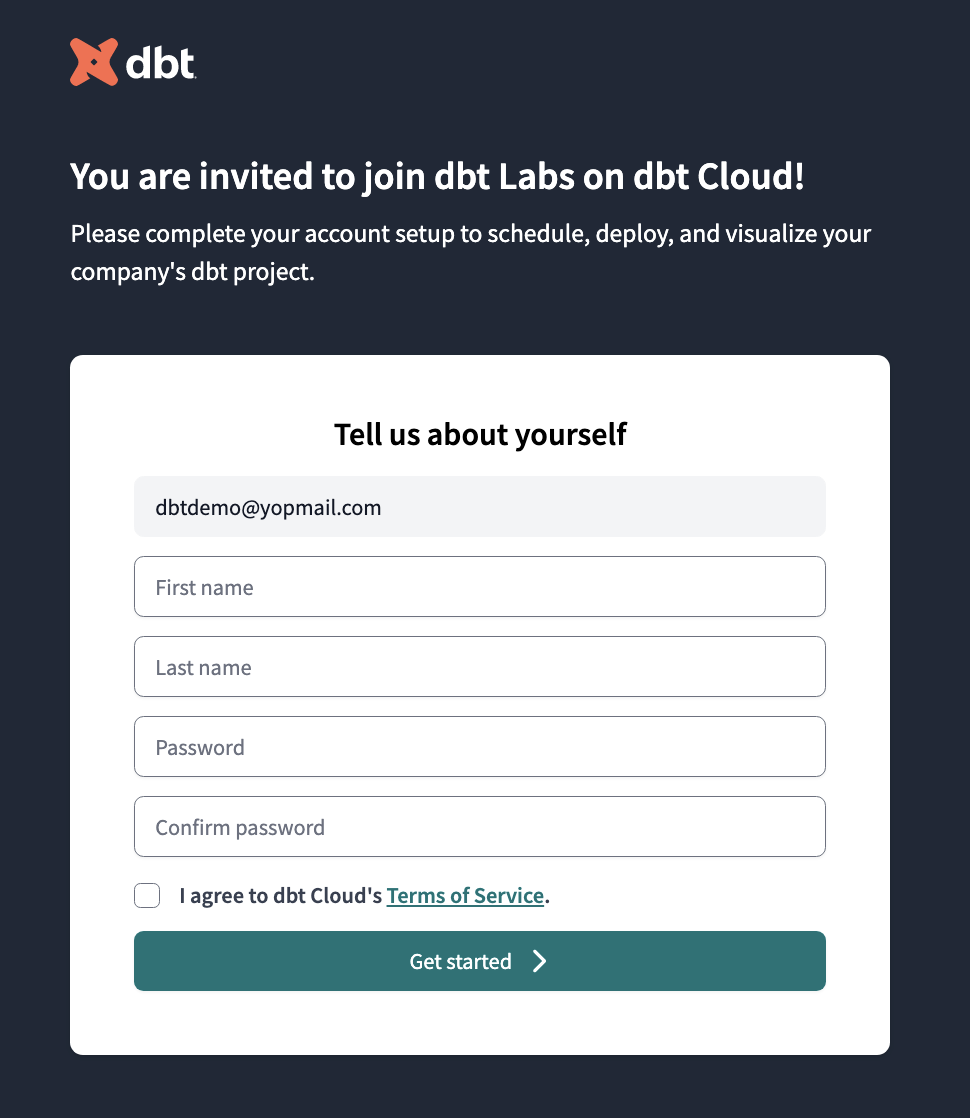 dbt
You are invited to join dbt Labs on dbt Cloud!
Please complete your account setup to schedule, deploy, and visualize your
company's dbt project.
Tell us about yourself
dbtdemo@yopmail.com
First name
Last name
Password
Confirm password
I agree to dbt Cloud's Terms of Service.
Get started